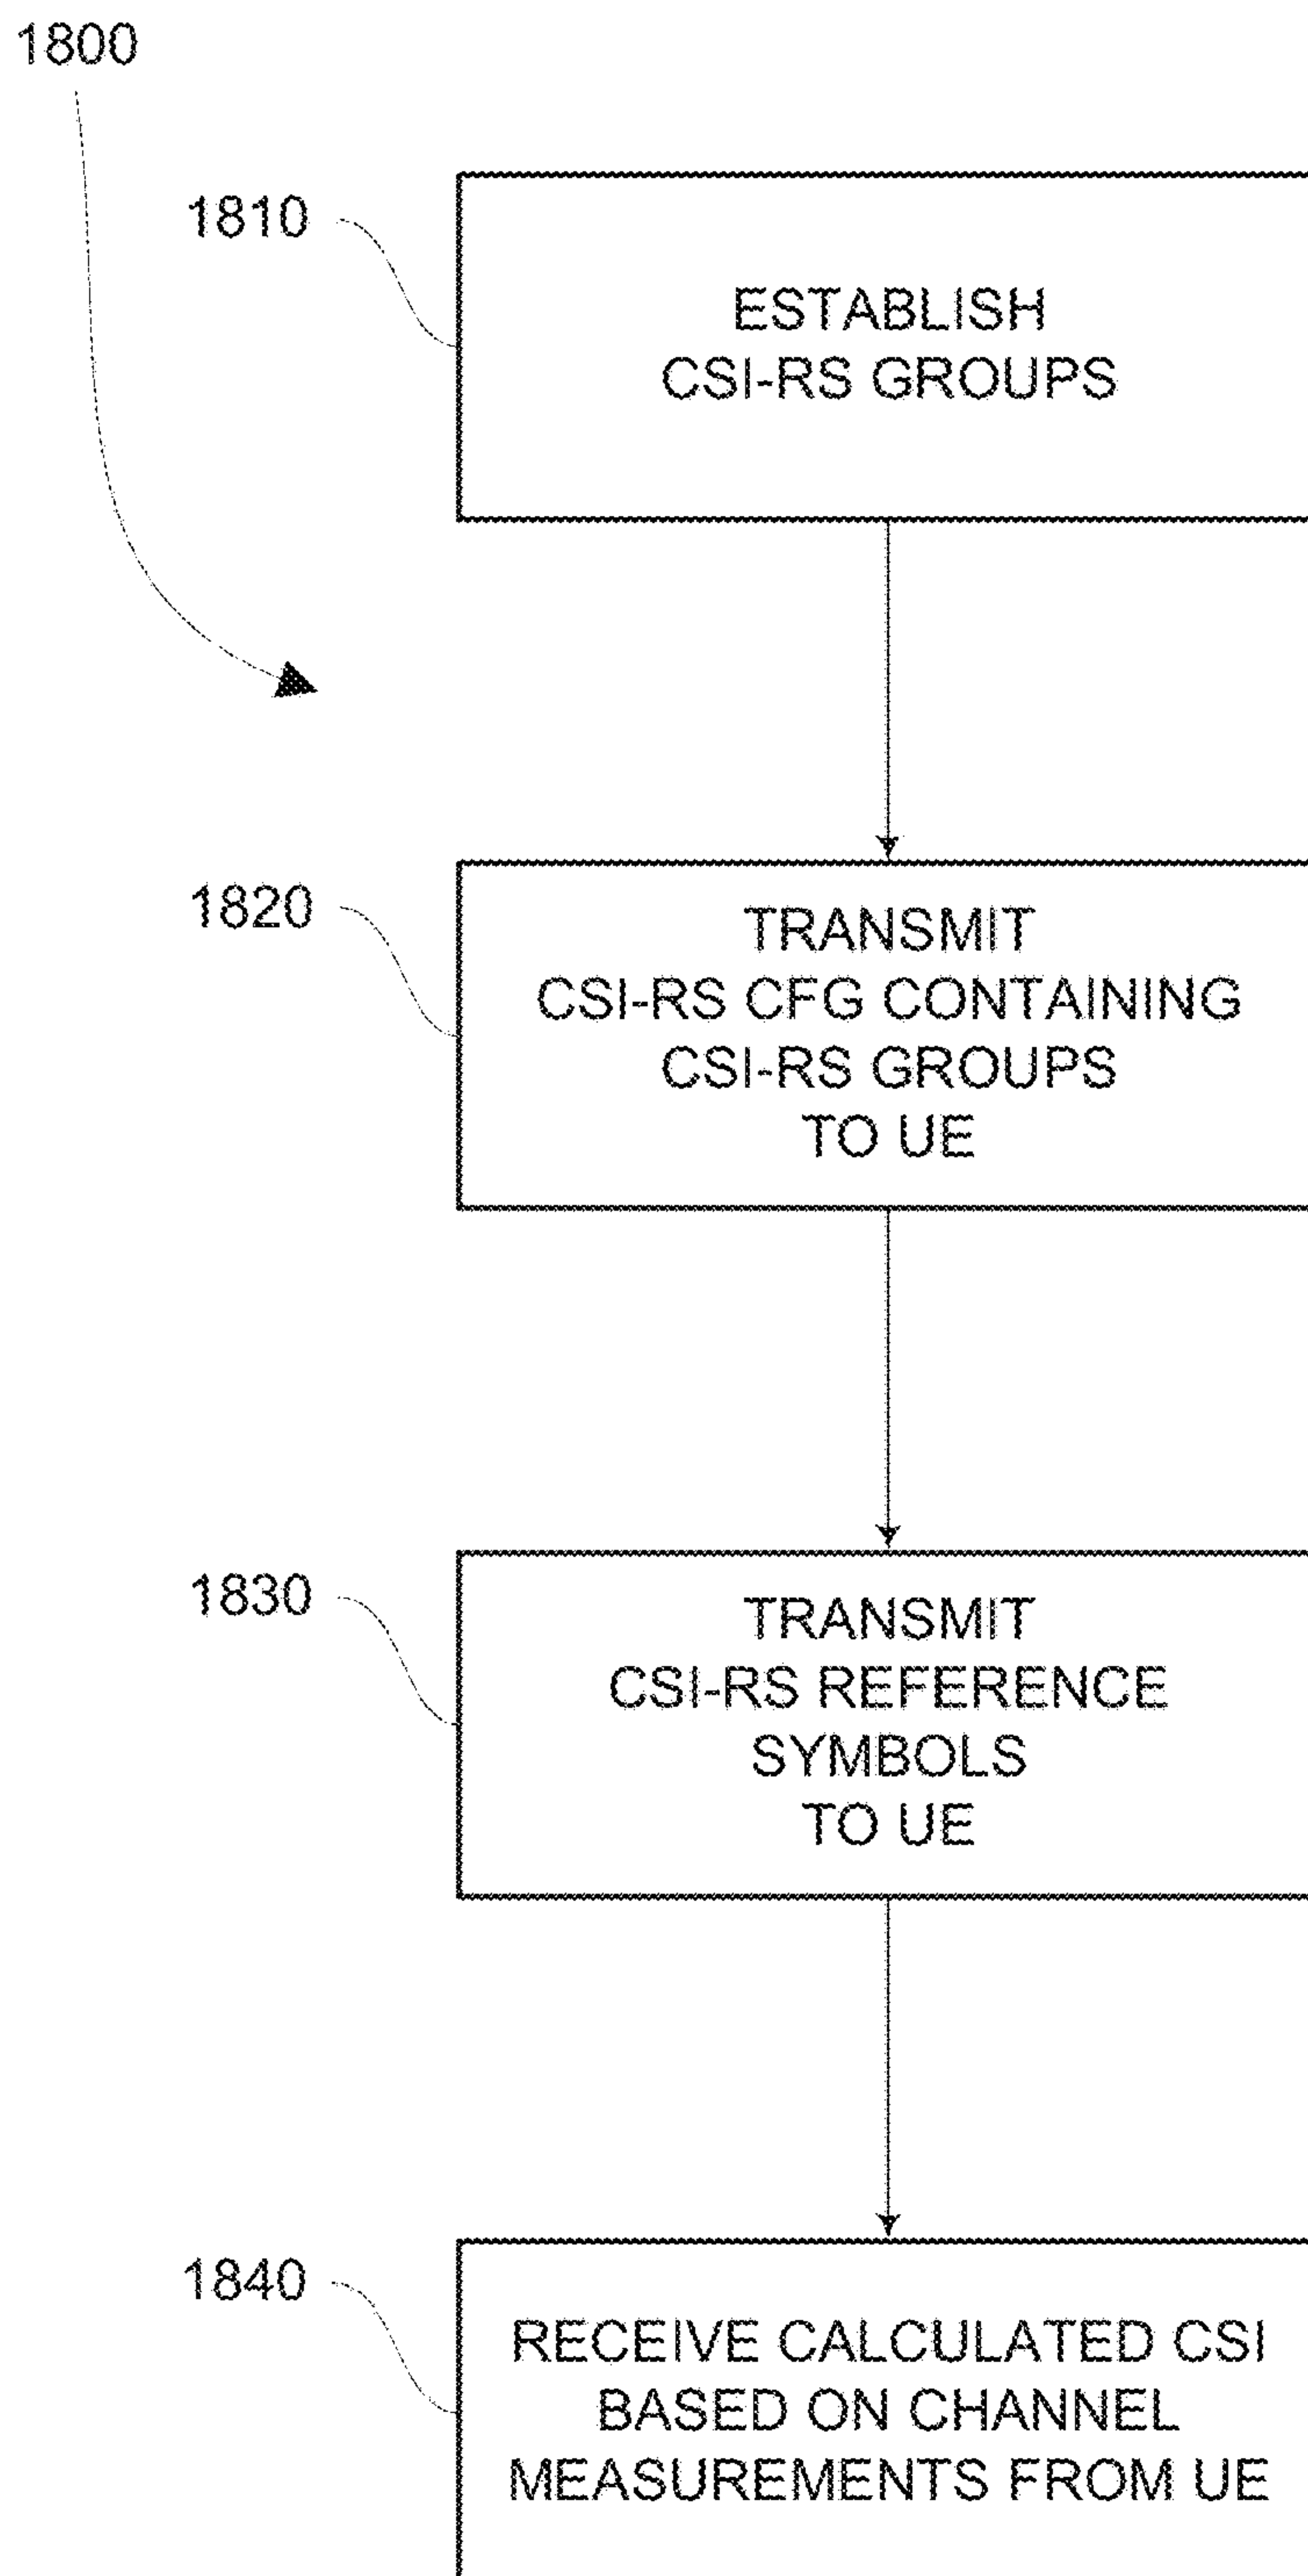 1800
1810
ESTABLISH
CSI-RS GROUPS
1820
TRANSMIT
CSI-RS CFG CONTAINING
CSI-RS GROUPS
TO UE
1830
TRANSMIT
CSI-RS REFERENCE
SYMBOLS
TO UE
1840
RECEIVE CALCULATED CSI
BASED ON CHANNEL
MEASUREMENTS FROM UE